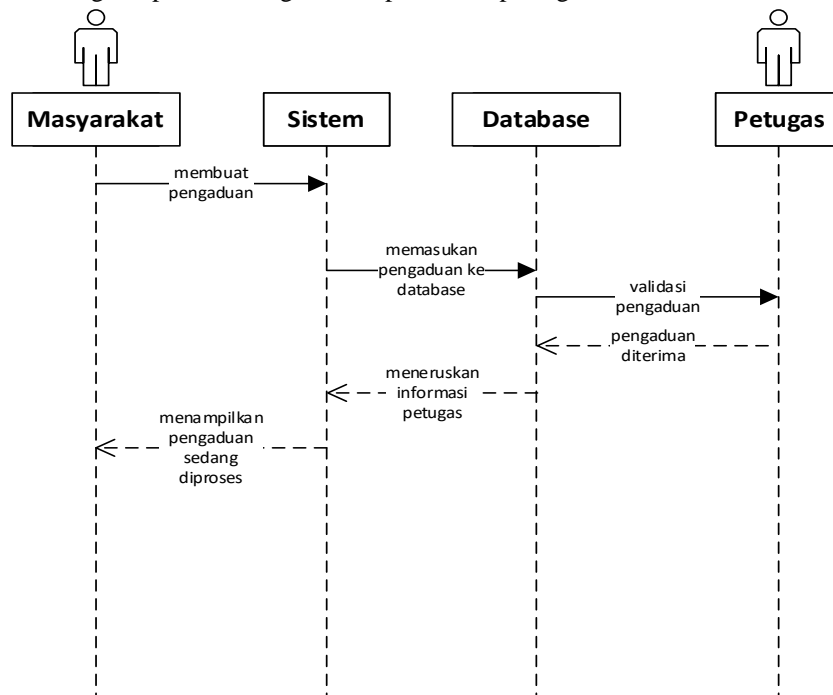 Masyarakat
Sistem
Database
Petugas
membuat
pengaduan
memasukan
pengaduan ke
database
validasi
pengaduan
pengaduan
diterima
meneruskan
informasi
petugas
menampilkan
pengaduan
sedang
diproses